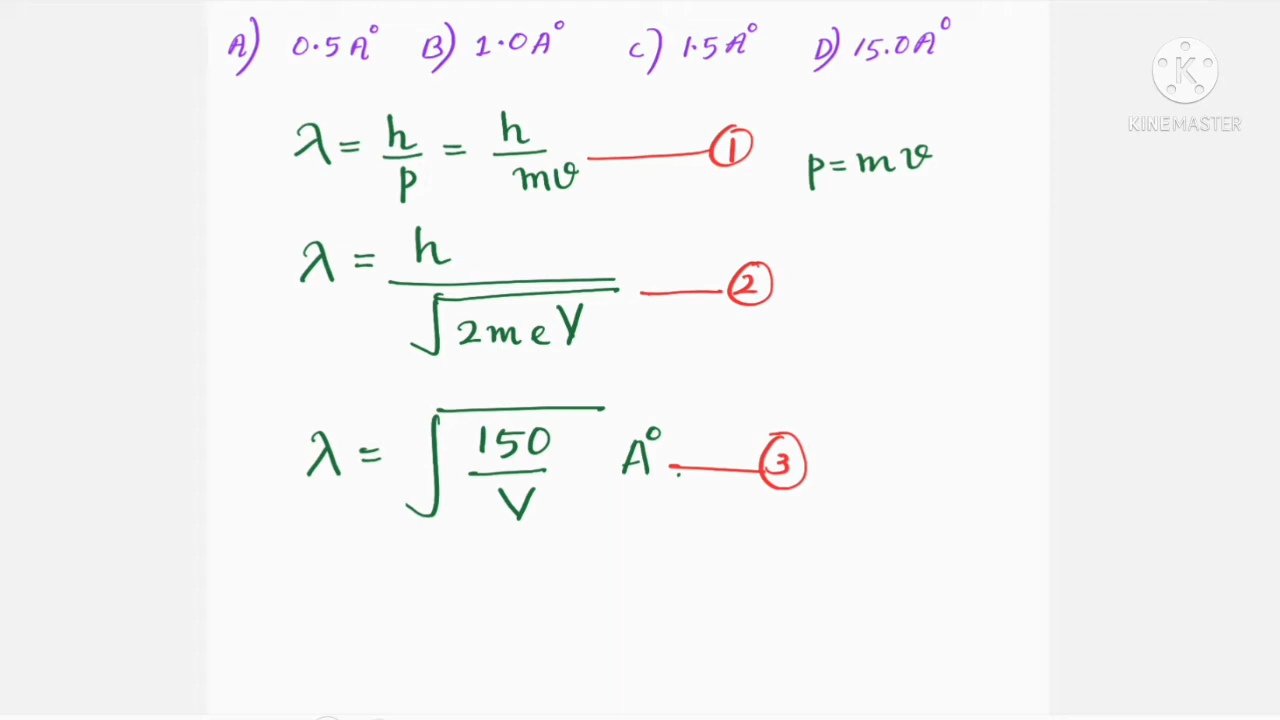 A) 0.5A° B) 1.0A° C) 1.5A° D) 15.0A°
K
KINEMASTER
λ = h/p = h/mv ——— ① p = mv
λ = h/√2meV ——— ②
λ = √150/V A° ——— ③